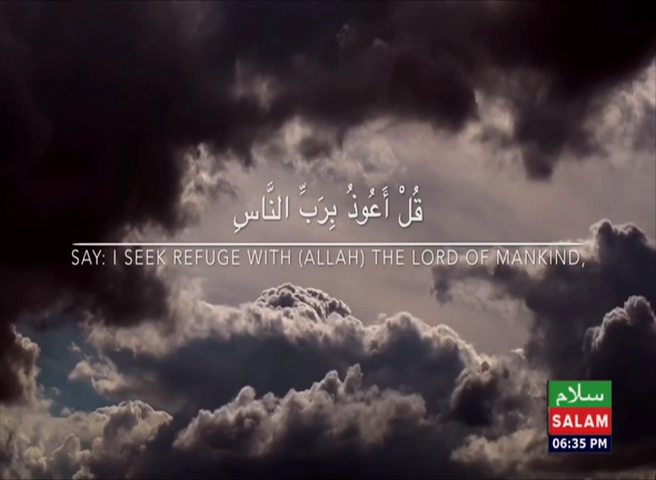 قُلْ أَعُوذُ بِرَبِّ النَّاسِ
SAY: I SEEK REFUGE WITH (ALLAH) THE LORD OF MANKIND,
سلام
SALAM
06:35 PM